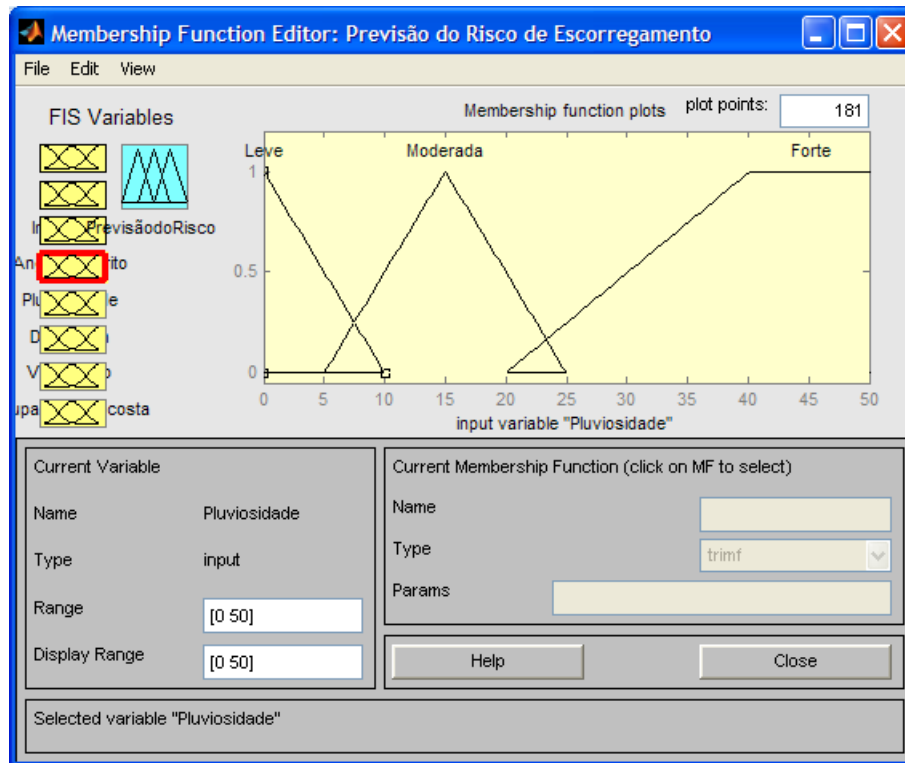 Membership Function Editor: Previsão do Risco de Escorregamento
File Edit View
FIS Variables
Membership function plots plot points: 181
Leve Moderada Forte
1
0.5
0
0 5 10 15 20 25 30 35 40 45 50
input variable "Pluviosidade"
PrevisãodoRisco
costa
Current Variable
Name Pluviosidade
Type input
Range [0 50]
Display Range [0 50]
Current Membership Function (click on MF to select)
Name
Type trimf
Params
Help Close
Selected variable "Pluviosidade"